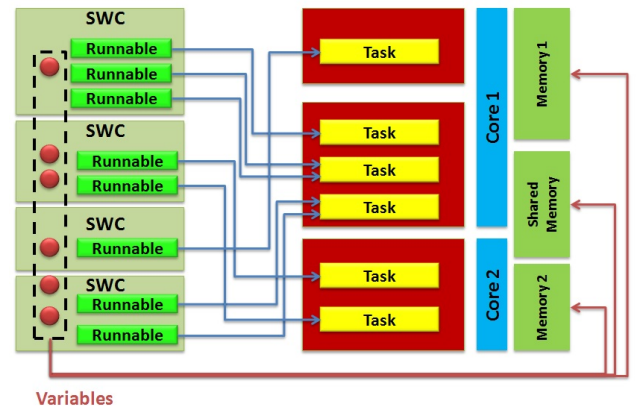 SWC
Runnable
Runnable
Runnable
SWC
Runnable
Runnable
SWC
Runnable
SWC
Runnable
Runnable
Task
Task
Task
Task
Task
Task
Core 1
Core 2
Memory 1
Shared
Memory
Memory 2
Variables